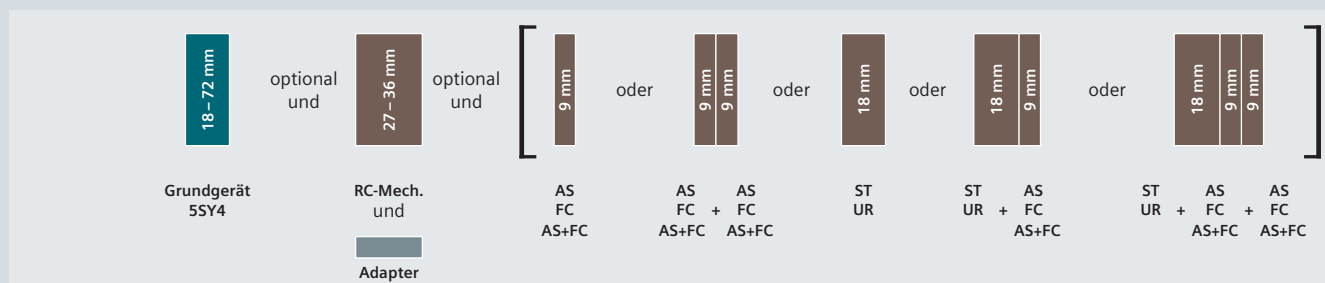 18–72 mm
optional
und
27–36 mm
optional
und
9 mm
oder
9 mm
9 mm
oder
18 mm
oder
18 mm
9 mm
oder
18 mm
9 mm
9 mm
Grundgerät
5SY4
RC-Mech.
und
Adapter
AS
FC
AS+FC
AS AS
FC + FC
AS+FC AS+FC
ST
UR
ST AS
UR + FC
AS+FC
ST AS AS
UR + FC + FC
AS+FC AS+FC